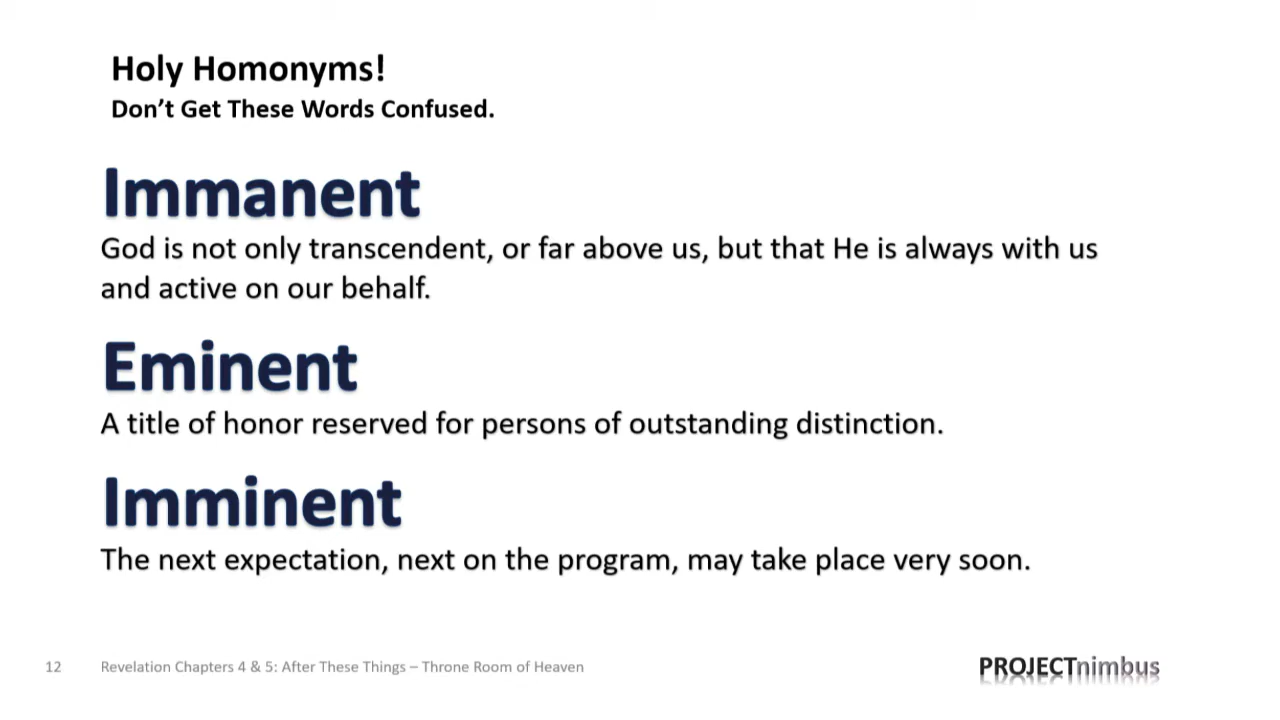 Holy Homonyms!
Don’t Get These Words Confused.
Immanent
God is not only transcendent, or far above us, but that He is always with us
and active on our behalf.
Eminent
A title of honor reserved for persons of outstanding distinction.
Imminent
The next expectation, next on the program, may take place very soon.
12 Revelation Chapters 4 & 5: After These Things – Throne Room of Heaven PROJECTnimbus